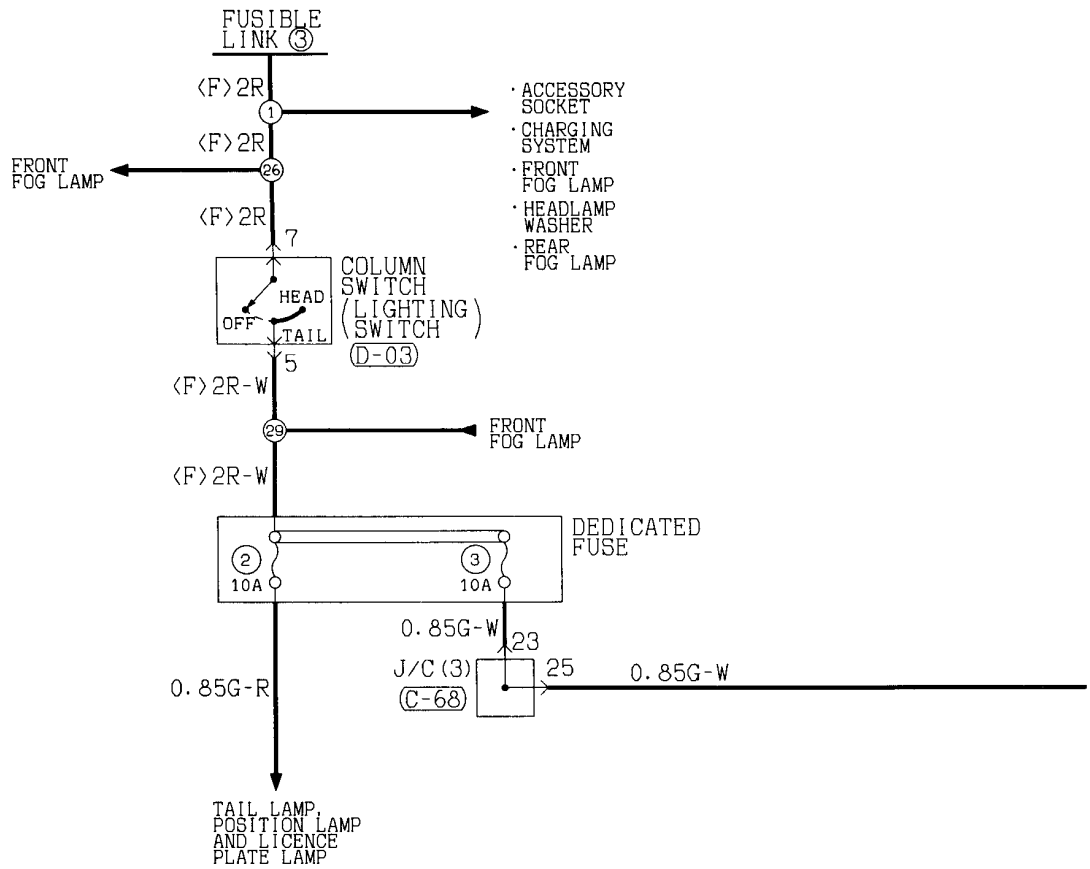 FUSIBLE
LINK ③
⟨F⟩2R
①
⟨F⟩2R
· ACCESSORY
SOCKET
· CHARGING
SYSTEM
· FRONT
FOG LAMP
· HEADLAMP
WASHER
· REAR
FOG LAMP
FRONT
FOG LAMP
㉖
⟨F⟩2R
7
COLUMN
SWITCH
(LIGHTING
SWITCH)
D-03
HEAD
OFF
TAIL
5
⟨F⟩2R-W
㉙
FRONT
FOG LAMP
⟨F⟩2R-W
DEDICATED
FUSE
②
10A
③
10A
0.85G-W
23
J/C(3)
C-68
25
0.85G-W
0.85G-R
TAIL LAMP,
POSITION LAMP
AND LICENCE
PLATE LAMP